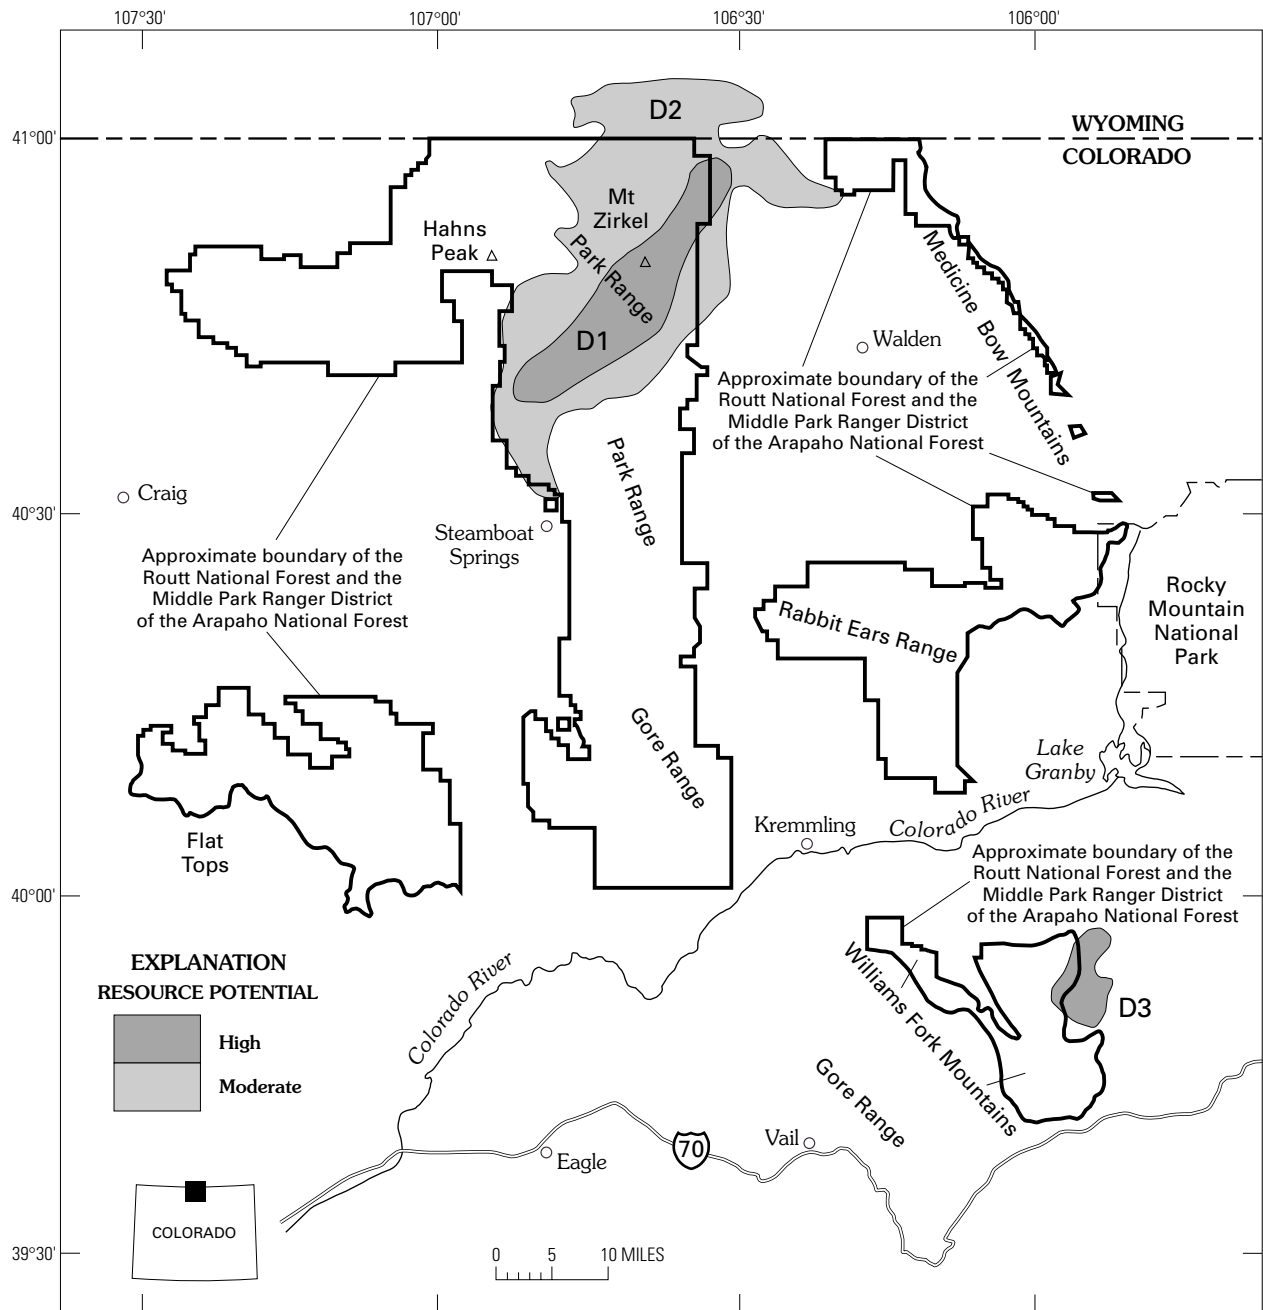 107°30'
107°00'
106°30'
106°00'
D2
41°00'
WYOMING
COLORADO
Mt
Zirkel
Hahns
Peak
Park Range
Medicine Bow Mountains
D1
Walden
Approximate boundary of the
Routt National Forest and the
Middle Park Ranger District
of the Arapaho National Forest
Park Range
Craig
40°30'
Steamboat
Springs
Approximate boundary of the
Routt National Forest and the
Middle Park Ranger District
of the Arapaho National Forest
Rocky
Mountain
National
Park
Rabbit Ears Range
Gore Range
Lake
Granby
Colorado River
Kremmling
Flat
Tops
Approximate boundary of the
Routt National Forest and the
Middle Park Ranger District
of the Arapaho National Forest
40°00'
EXPLANATION
RESOURCE POTENTIAL
High
Moderate
Colorado River
Williams Fork Mountains
D3
Gore Range
Vail
70
Eagle
COLORADO
39°30'
0 5 10 MILES